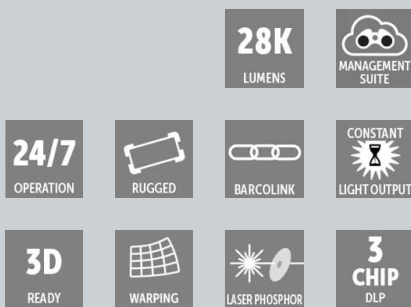 28K
LUMENS
MANAGEMENT
SUITE
24/7
OPERATION
RUGGED
BARCOLINK
CONSTANT
LIGHT OUTPUT
3D
READY
WARPING
LASER PHOSPHOR
3
CHIP
DLP